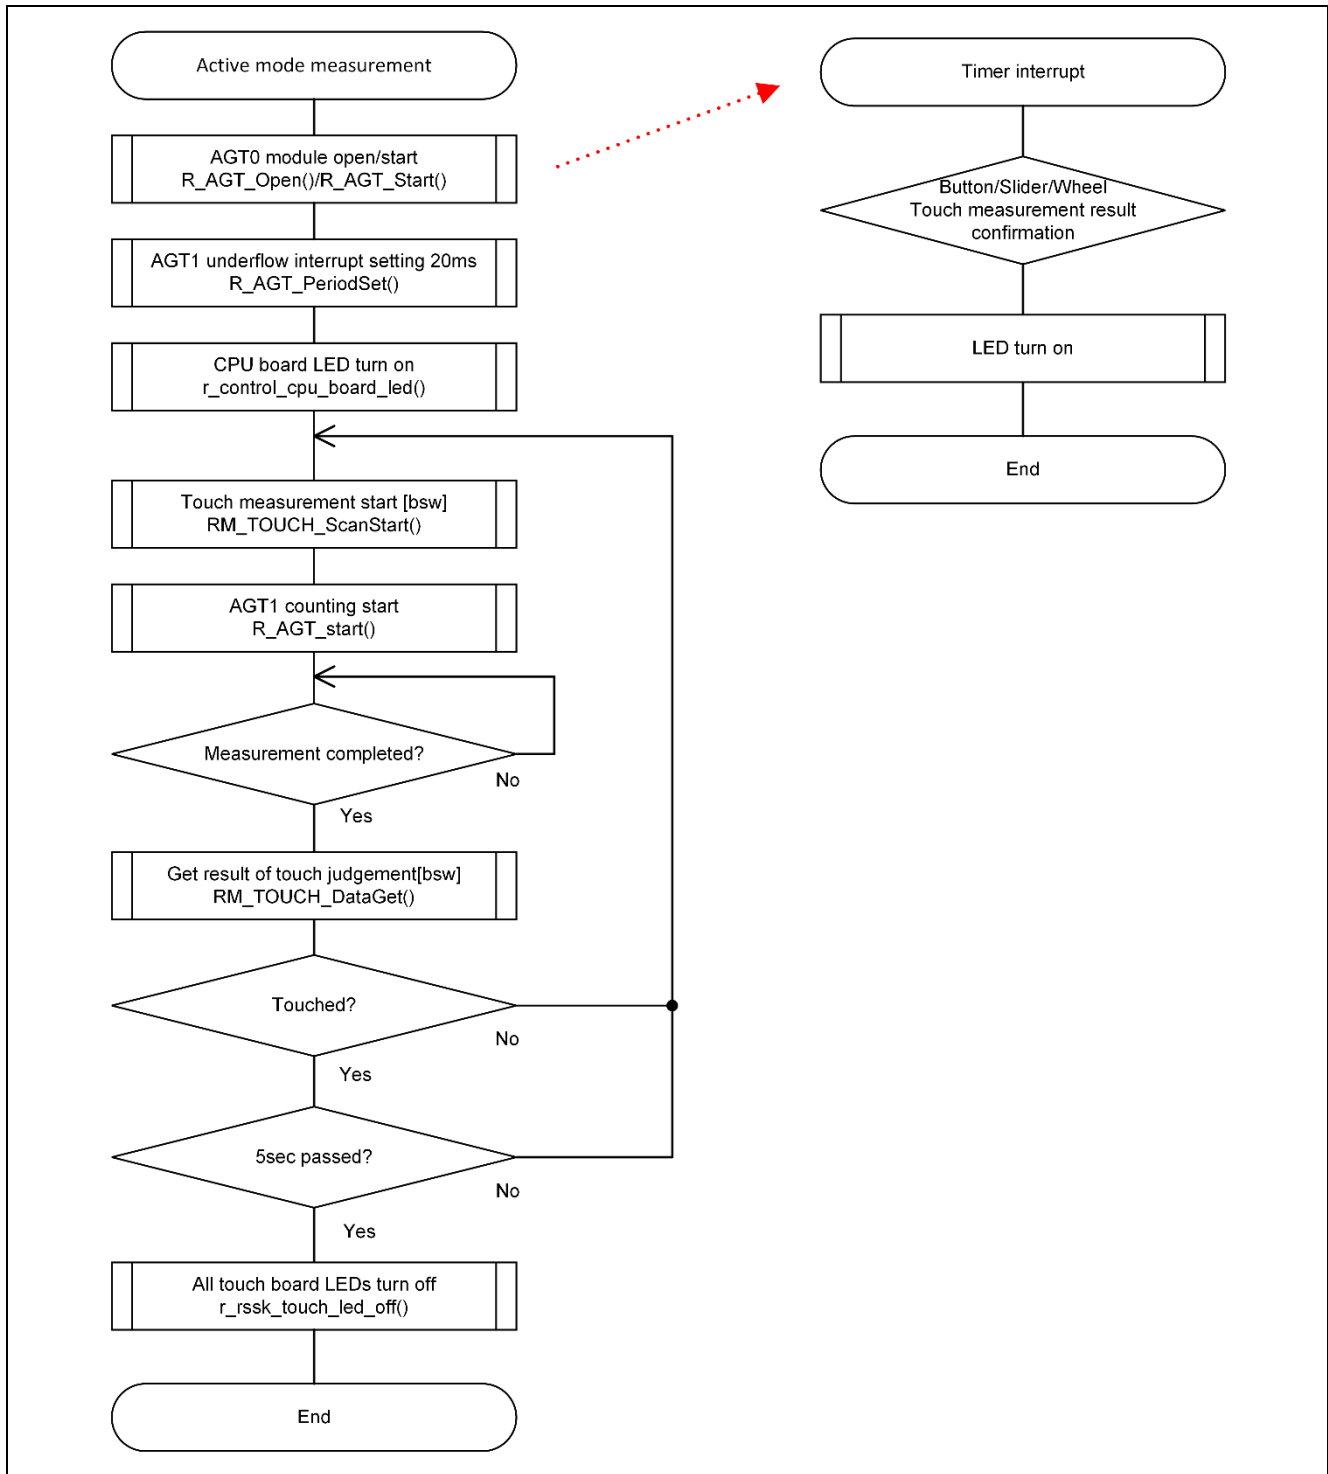 Active mode measurement
AGT0 module open/start
R_AGT_Open()/R_AGT_Start()
AGT1 underflow interrupt setting 20ms
R_AGT_PeriodSet()
CPU board LED turn on
r_control_cpu_board_led()
Touch measurement start [bsw]
RM_TOUCH_ScanStart()
AGT1 counting start
R_AGT_start()
Measurement completed?
No
Yes
Get result of touch judgement[bsw]
RM_TOUCH_DataGet()
Touched?
No
Yes
5sec passed?
No
Yes
All touch board LEDs turn off
r_rssk_touch_led_off()
End
Timer interrupt
Button/Slider/Wheel
Touch measurement result
confirmation
LED turn on
End